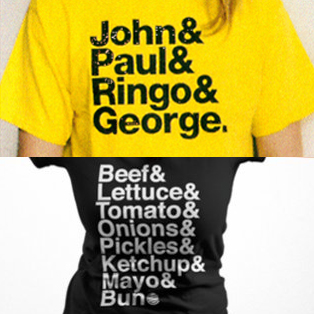 John&
Paul&
Ringo&
George.
Beef&
Lettuce&
Tomato&
Onions&
Pickles&
Ketchup&
Mayo&
Bun